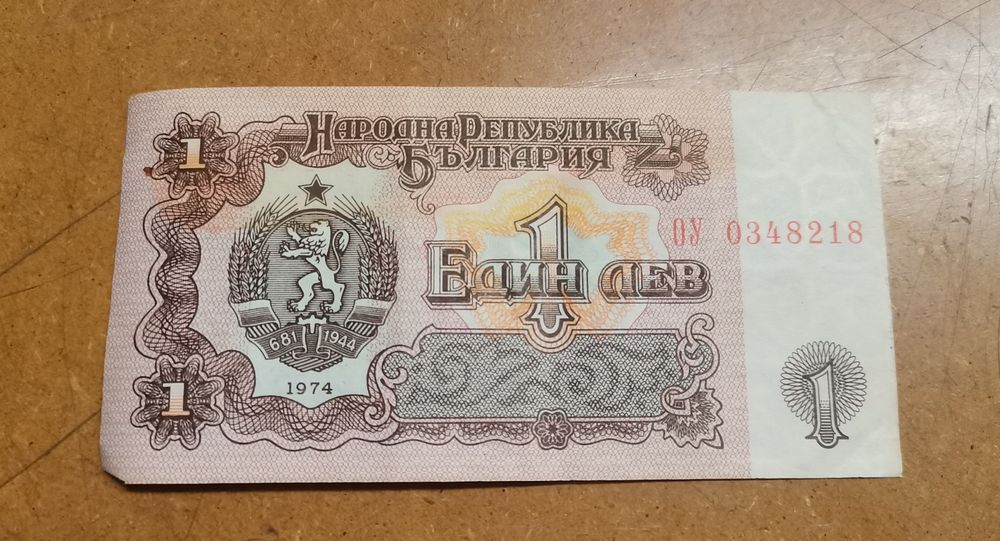 1
Народна Република
България
ОУ 0348218
1
Един лев
681 1944
1974
1
1